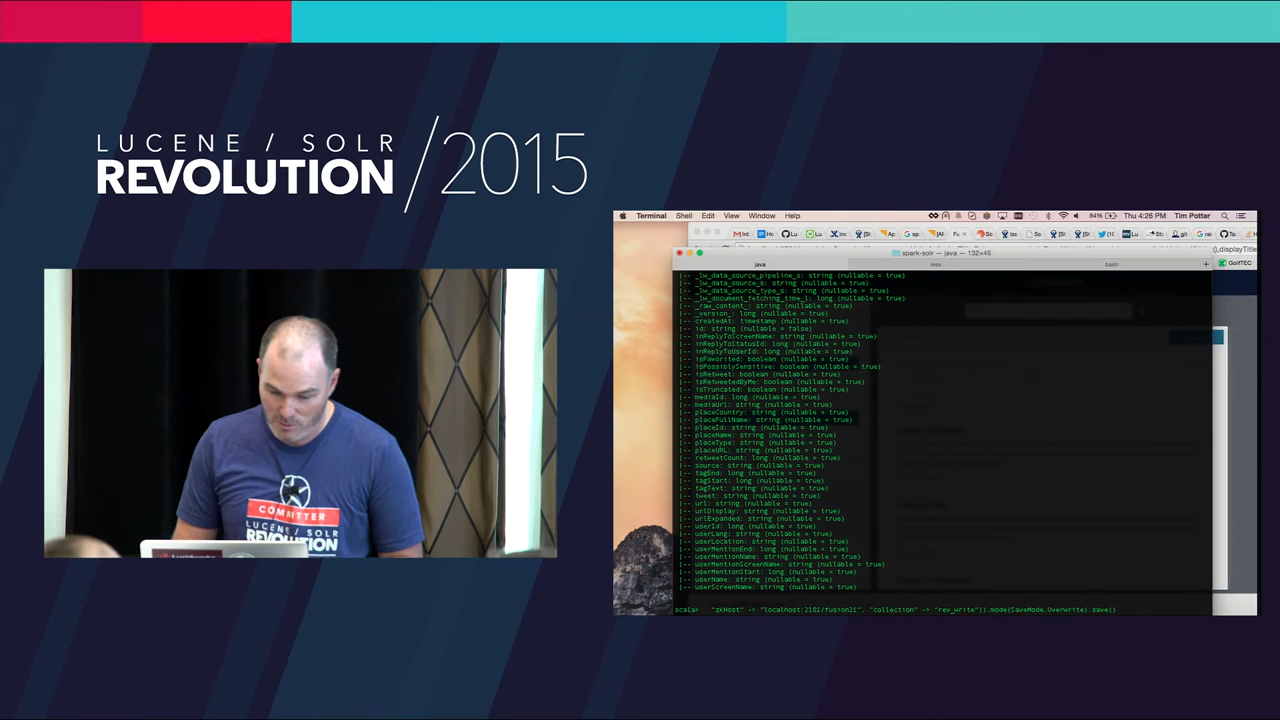 LUCENE / SOLR
REVOLUTION /2015
COMMITTER
LUCENE / SOLR
REVOLUTION
Terminal Shell Edit View Window Help
84% Thu 4:26 PM Tim Potter
spark-solr — java — 132×45
java less bash
GolfTEC
|-- _lw_data_source_pipeline_s: string (nullable = true)
|-- _lw_data_source_s: string (nullable = true)
|-- _lw_data_source_type_s: string (nullable = true)
|-- _lw_document_fetching_time_l: long (nullable = true)
|-- _raw_content_: string (nullable = true)
|-- _version_: long (nullable = true)
|-- createdAt: timestamp (nullable = true)
|-- id: string (nullable = false)
|-- inReplyToScreenName: string (nullable = true)
|-- inReplyToStatusId: long (nullable = true)
|-- inReplyToUserId: long (nullable = true)
|-- isFavorited: boolean (nullable = true)
|-- isPossiblySensitive: boolean (nullable = true)
|-- isRetweet: boolean (nullable = true)
|-- isRetweetedByMe: boolean (nullable = true)
|-- isTruncated: boolean (nullable = true)
|-- mediaId: long (nullable = true)
|-- mediaUrl: string (nullable = true)
|-- placeCountry: string (nullable = true)
|-- placeFullName: string (nullable = true)
|-- placeId: string (nullable = true)
|-- placeName: string (nullable = true)
|-- placeType: string (nullable = true)
|-- placeURL: string (nullable = true)
|-- retweetCount: long (nullable = true)
|-- source: string (nullable = true)
|-- tagEnd: long (nullable = true)
|-- tagStart: long (nullable = true)
|-- tagText: string (nullable = true)
|-- tweet: string (nullable = true)
|-- url: string (nullable = true)
|-- urlDisplay: string (nullable = true)
|-- urlExpanded: string (nullable = true)
|-- userId: long (nullable = true)
|-- userLang: string (nullable = true)
|-- userLocation: string (nullable = true)
|-- userMentionEnd: long (nullable = true)
|-- userMentionName: string (nullable = true)
|-- userMentionScreenName: string (nullable = true)
|-- userMentionStart: long (nullable = true)
|-- userName: string (nullable = true)
|-- userScreenName: string (nullable = true)
scala> "zkHost" -> "localhost:2181/fusion21", "collection" -> "rev_write")).mode(SaveMode.Overwrite).save()